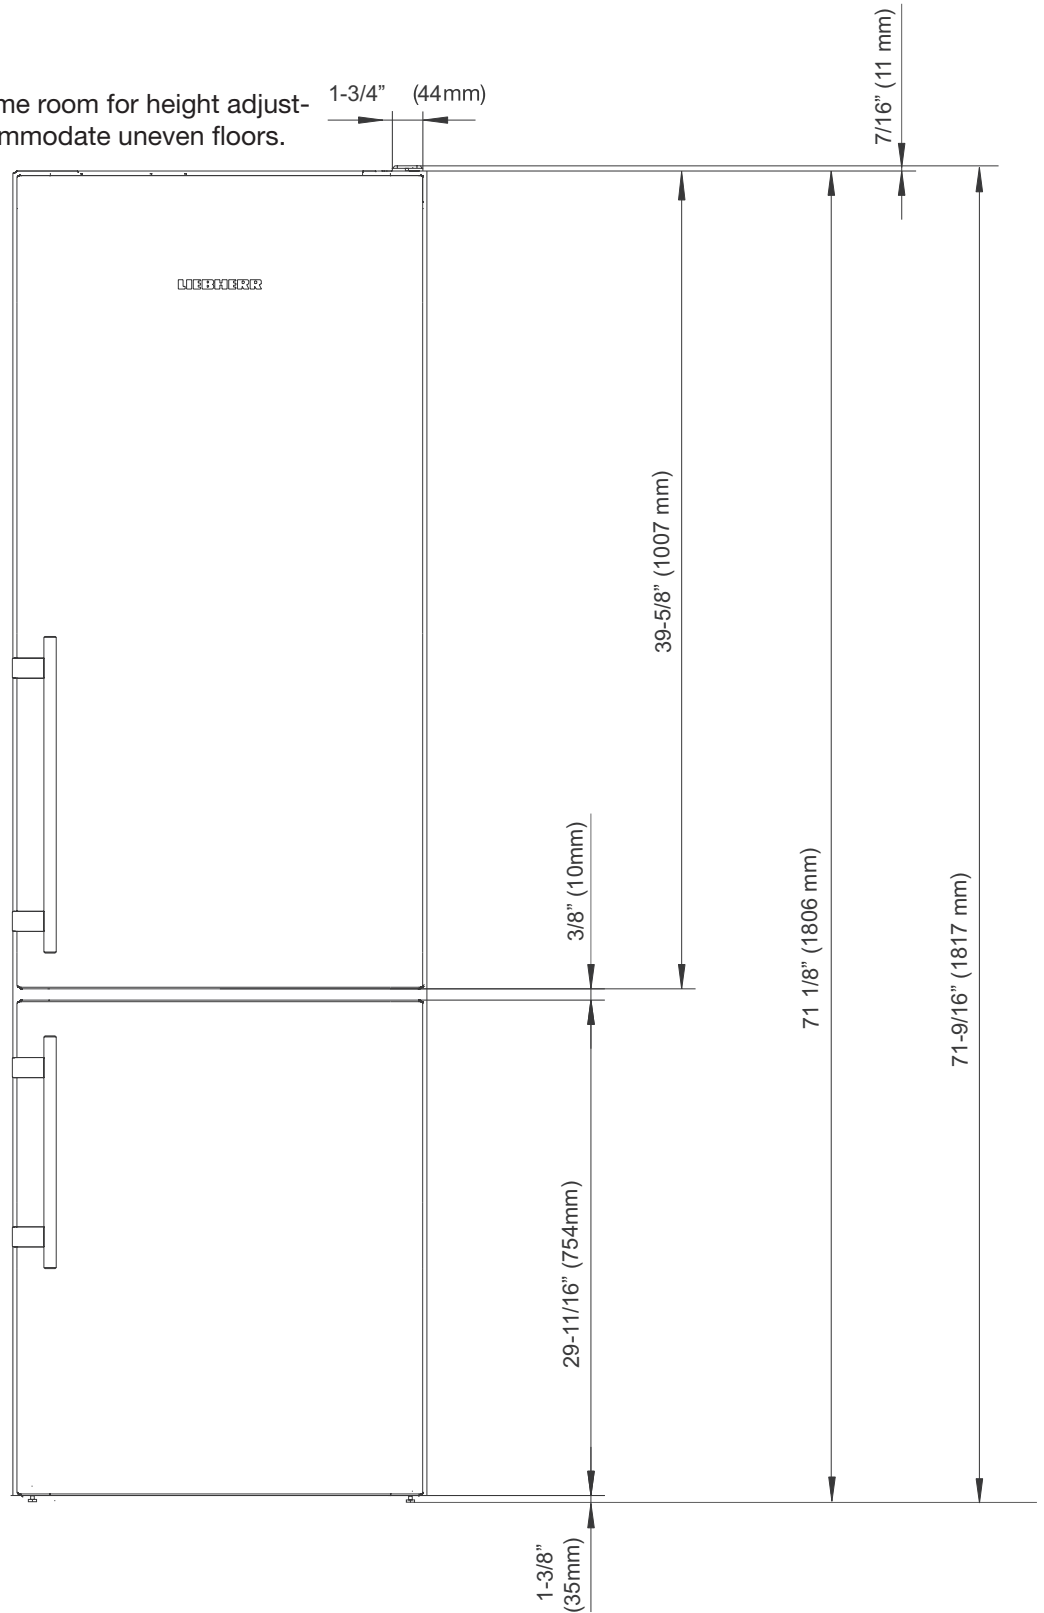 me room for height adjust-
mmodate uneven floors.
1-3/4” (44mm)
7/16” (11 mm)
LIEBHERR
39-5/8” (1007 mm)
3/8” (10mm)
71 1/8” (1806 mm)
71-9/16” (1817 mm)
29-11/16” (754mm)
1-3/8”
(35mm)